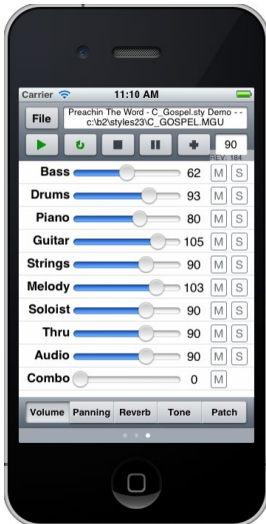 Carrier 11:10 AM
File Preachin The Word - C_Gospel.sty Demo - -
c:\b2\styles23\C_GOSPEL.MGU
90
REV: 184
Bass 62 M S
Drums 93 M S
Piano 80 M S
Guitar 105 M S
Strings 90 M S
Melody 103 M S
Soloist 90 M S
Thru 90 M S
Audio 90 M S
Combo 0 M
Volume Panning Reverb Tone Patch